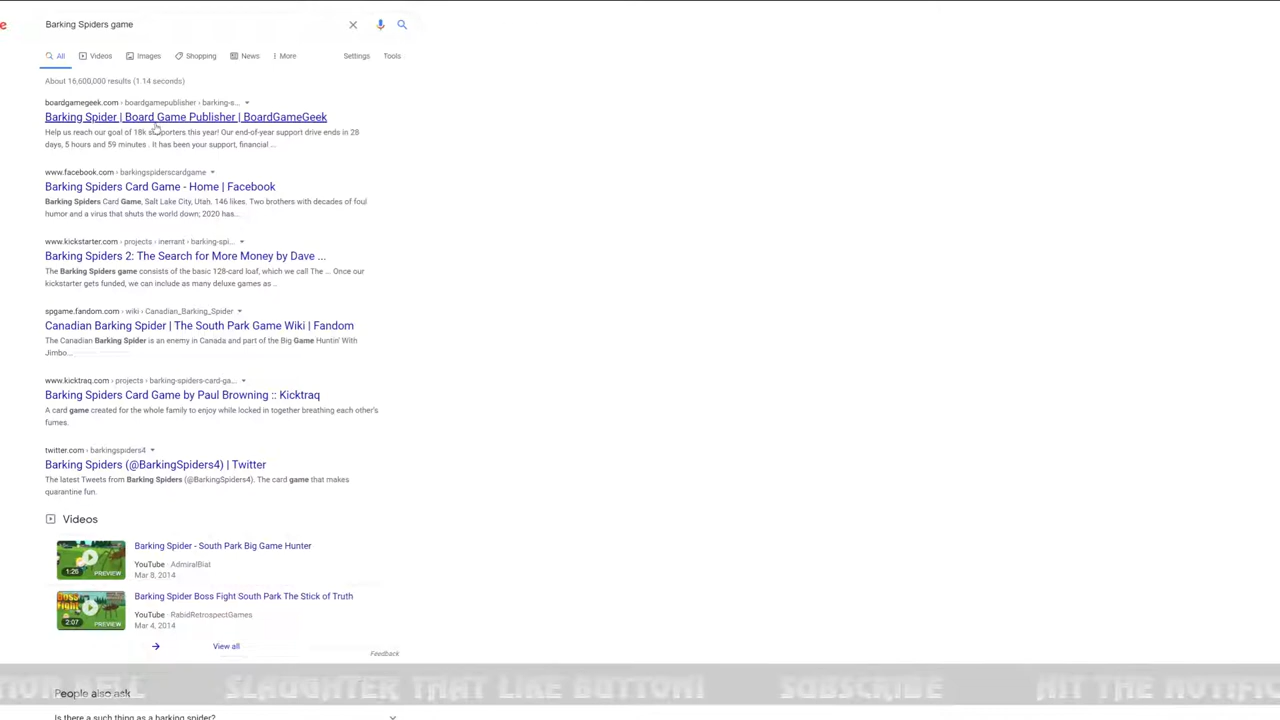 e
Barking Spiders game
All
Videos
Images
Shopping
News
More
Settings
Tools
About 16,600,000 results (1.14 seconds)
boardgamegeek.com › boardgamepublisher › barking-s...
Barking Spider | Board Game Publisher | BoardGameGeek
Help us reach our goal of 18k supporters this year! Our end-of-year support drive ends in 28
days, 5 hours and 59 minutes . It has been your support, financial ...
www.facebook.com › barkingspiderscardgame
Barking Spiders Card Game - Home | Facebook
Barking Spiders Card Game, Salt Lake City, Utah. 146 likes. Two brothers with decades of foul
humor and a virus that shuts the world down; 2020 has...
www.kickstarter.com › projects › inerrant › barking-spi...
Barking Spiders 2: The Search for More Money by Dave ...
The Barking Spiders game consists of the basic 128-card loaf, which we call The ... Once our
kickstarter gets funded, we can include as many deluxe games as ..
spgame.fandom.com › wiki › Canadian_Barking_Spider
Canadian Barking Spider | The South Park Game Wiki | Fandom
The Canadian Barking Spider is an enemy in Canada and part of the Big Game Huntin' With
Jimbo...
www.kicktraq.com › projects › barking-spiders-card-ga...
Barking Spiders Card Game by Paul Browning :: Kicktraq
A card game created for the whole family to enjoy while locked in together breathing each other's
fumes.
twitter.com › barkingspiders4
Barking Spiders (@BarkingSpiders4) | Twitter
The latest Tweets from Barking Spiders (@BarkingSpiders4). The card game that makes
quarantine fun.
Videos
Barking Spider - South Park Big Game Hunter
YouTube · AdmiralBiat
Mar 8, 2014
1:26
PREVIEW
Barking Spider Boss Fight South Park The Stick of Truth
YouTube · RabidRetrospectGames
Mar 4, 2014
BOSS
Fight
2:07
PREVIEW
View all
Feedback
TION BELL SLAUGHTER THAT LIKE BUTTON! SUBSCRIBE HIT THE NOTIFIC
People also ask
Is there a such thing as a barking spider?